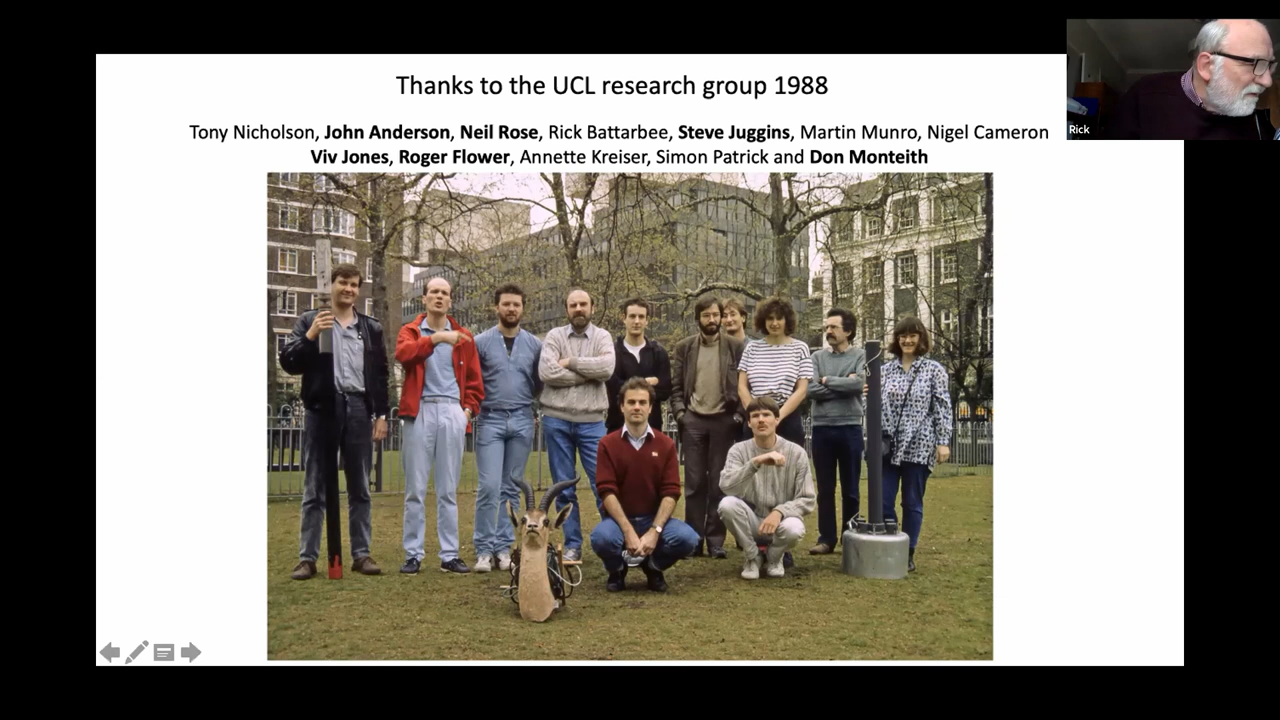 Thanks to the UCL research group 1988
Tony Nicholson, John Anderson, Neil Rose, Rick Battarbee, Steve Juggins, Martin Munro, Nigel Cameron
Viv Jones, Roger Flower, Annette Kreiser, Simon Patrick and Don Monteith
Rick